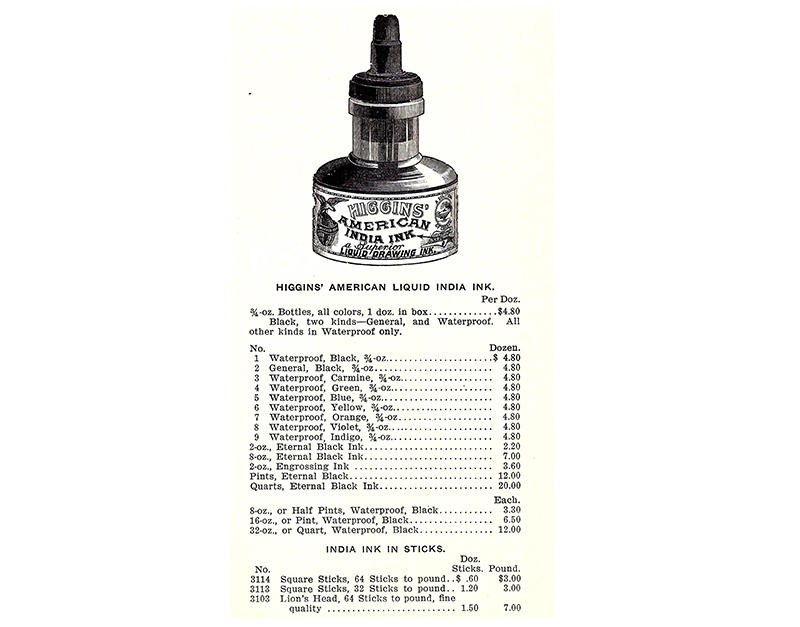 HIGGINS'
AMERICAN
INDIA INK
a Superior
LIQUID DRAWING INK.
HIGGINS' AMERICAN LIQUID INDIA INK.
Per Doz.
¾-oz. Bottles, all colors, 1 doz. in box..............$4.80
Black, two kinds—General, and Waterproof. All
other kinds in Waterproof only.
No. Dozen.
1 Waterproof, Black, ¾-oz......................$ 4.80
2 General, Black, ¾-oz........................ 4.80
3 Waterproof, Carmine, ¾-oz................... 4.80
4 Waterproof, Green, ¾-oz..................... 4.80
5 Waterproof, Blue, ¾-oz...................... 4.80
6 Waterproof, Yellow, ¾-oz.................... 4.80
7 Waterproof, Orange, ¾-oz.................... 4.80
8 Waterproof, Violet, ¾-oz.................... 4.80
9 Waterproof, Indigo, ¾-oz.................... 4.80
2-oz., Eternal Black Ink......................... 2.20
8-oz., Eternal Black Ink......................... 7.00
2-oz., Engrossing Ink ........................... 3.60
Pints, Eternal Black............................ 12.00
Quarts, Eternal Black Ink....................... 20.00
Each.
8-oz., or Half Pints, Waterproof, Black.......... 3.30
16-oz., or Pint, Waterproof, Black............... 6.50
32-oz., or Quart, Waterproof, Black............. 12.00
INDIA INK IN STICKS.
Doz.
No. Sticks. Pound.
3114 Square Sticks, 64 Sticks to pound..$ .60 $3.00
3113 Square Sticks, 32 Sticks to pound.. 1.20 3.00
3103 Lion's Head, 64 Sticks to pound, fine
quality .......................... 1.50 7.00